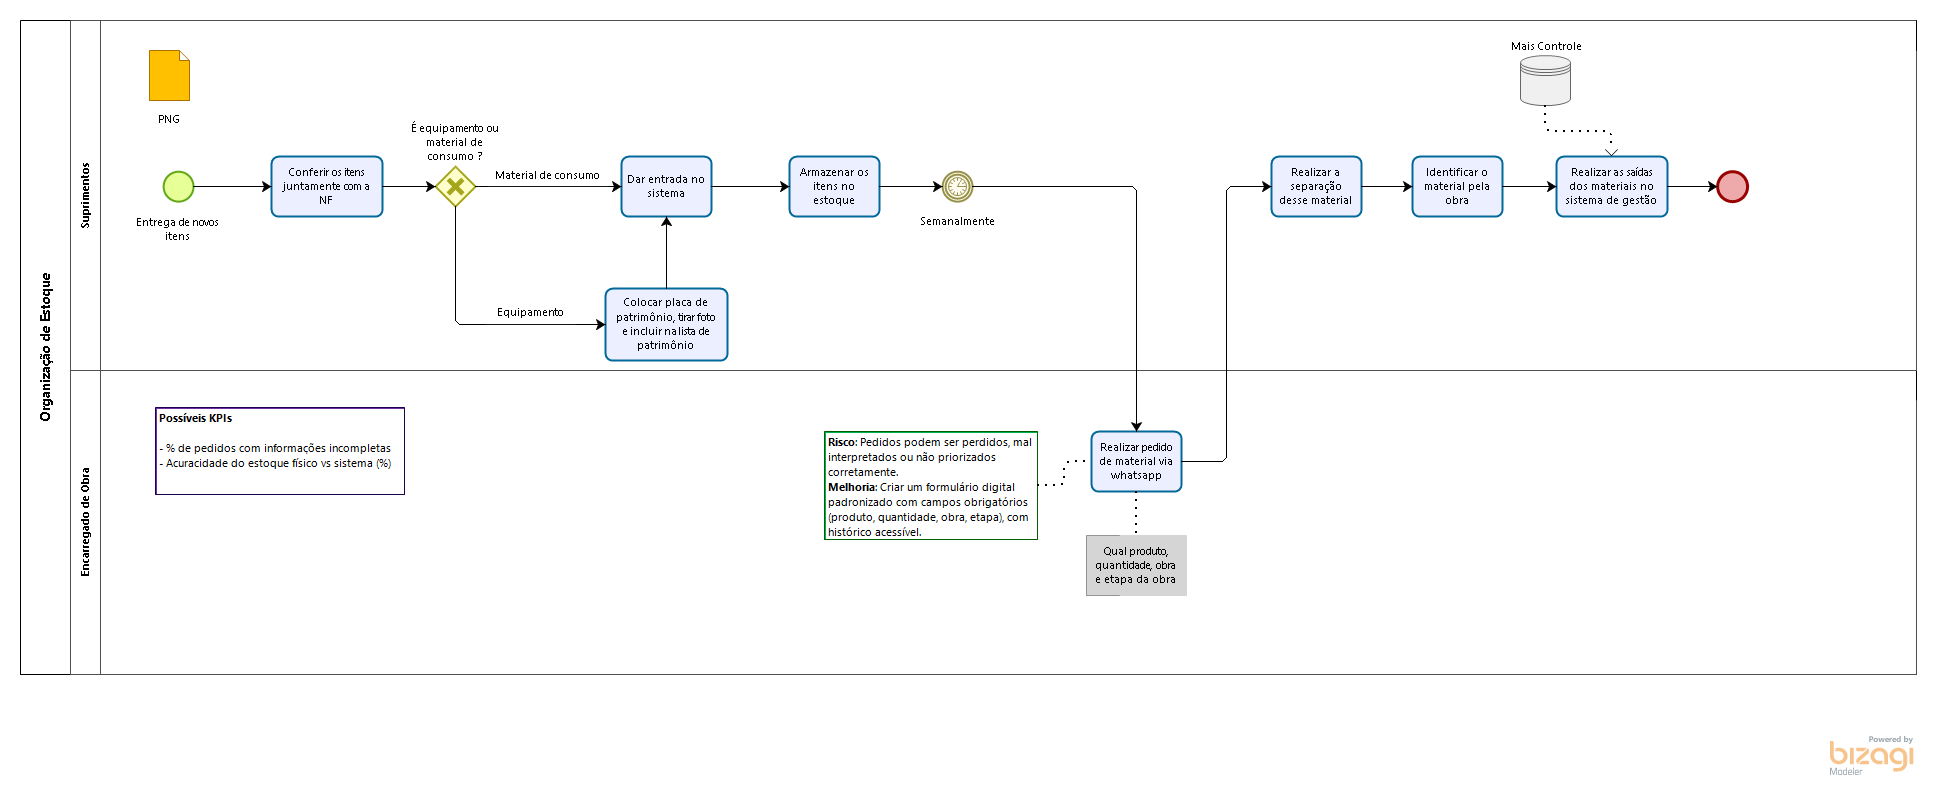 Organização de Estoque
Suprimentos
PNG
Entrega de novos
itens
Conferir os itens
juntamente com a
NF
É equipamento ou
material de
consumo ?
Material de consumo
Equipamento
Dar entrada no
sistema
Colocar placa de
patrimônio, tirar foto
e incluir na lista de
patrimônio
Armazenar os
itens no
estoque
Semanalmente
Realizar a
separação
desse material
Identificar o
material pela
obra
Mais Controle
Realizar as saídas
dos materiais no
sistema de gestão
Encarregado de Obra
Possíveis KPIs
- % de pedidos com informações incompletas
- Acuracidade do estoque físico vs sistema (%)
Risco: Pedidos podem ser perdidos, mal
interpretados ou não priorizados
corretamente.
Melhoria: Criar um formulário digital
padronizado com campos obrigatórios
(produto, quantidade, obra, etapa), com
histórico acessível.
Realizar pedido
de material via
whatsapp
Qual produto,
quantidade, obra
e etapa da obra
Powered by
bizagi
Modeler